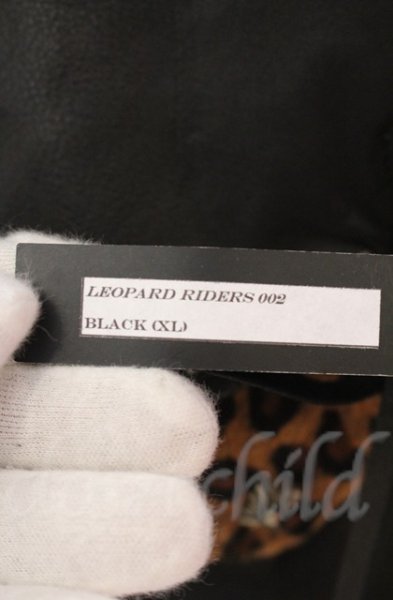 LEOPARD RIDERS 002
BLACK (XL)
child